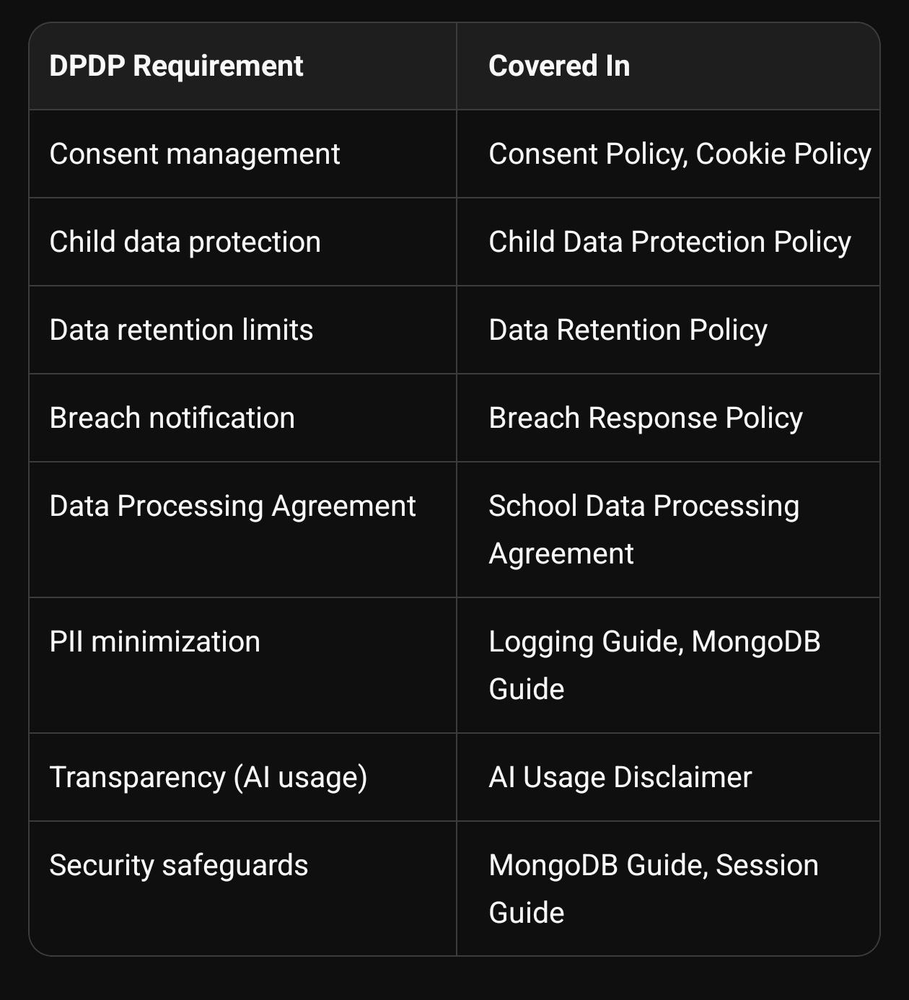 DPDP Requirement
Covered In
Consent management
Consent Policy, Cookie Policy
Child data protection
Child Data Protection Policy
Data retention limits
Data Retention Policy
Breach notification
Breach Response Policy
Data Processing Agreement
School Data Processing
Agreement
PII minimization
Logging Guide, MongoDB
Guide
Transparency (AI usage)
AI Usage Disclaimer
Security safeguards
MongoDB Guide, Session
Guide